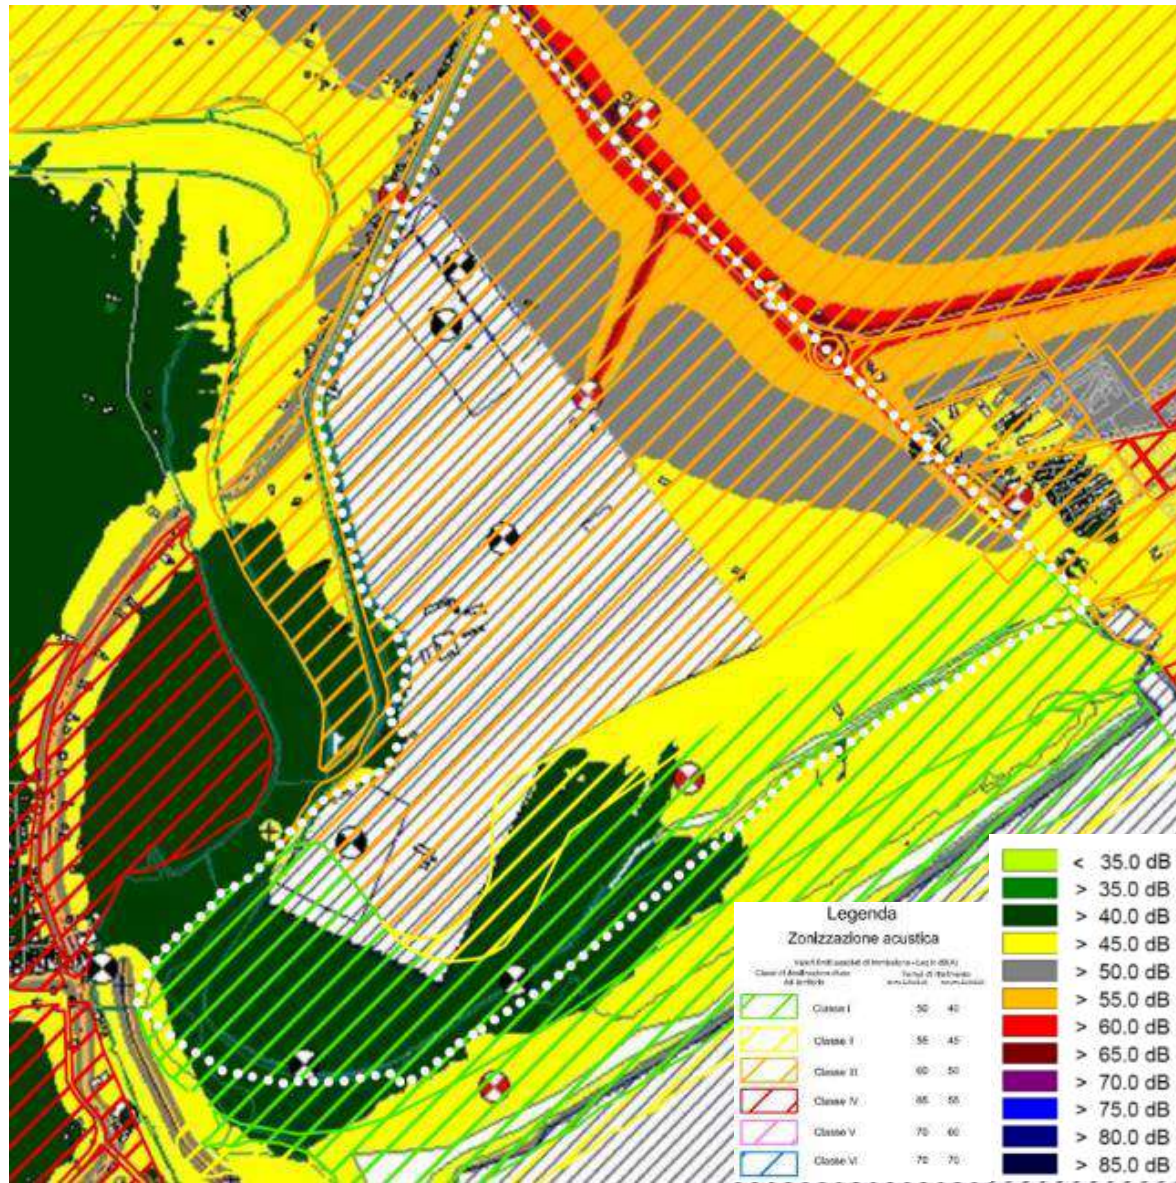 Legenda
Zonizzazione acustica
Classe I 50 40
Classe II 55 45
Classe III 60 50
Classe IV 65 55
Classe V 70 60
Classe VI 70 70
< 35.0 dB
> 35.0 dB
> 40.0 dB
> 45.0 dB
> 50.0 dB
> 55.0 dB
> 60.0 dB
> 65.0 dB
> 70.0 dB
> 75.0 dB
> 80.0 dB
> 85.0 dB